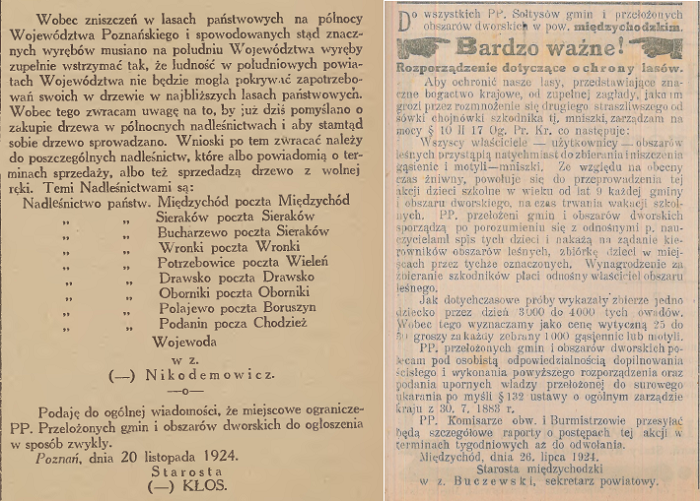 Wobec zniszczeń w lasach państwowych na północy
Województwa Poznańskiego i spowodowanych stąd znacz-
nych wyrębów musiano na południu Województwa wyręby
zupełnie wstrzymać tak, że ludność w południowych powia-
tach Województwa nie będzie mogla pokrywać zapotrzebo-
wań swoich w drzewie w najbliższych lasach państwowych.
Wobec tego zwracam uwagę na to, by już dziś pomyślano o
zakupie drzewa w północnych nadleśnictwach i aby stamtąd
sobie drzewo sprowadzano. Wnioski po tem zwracać należy
do poszczególnych nadleśnictw, które albo powiadomią o ter-
minach sprzedaży, albo też sprzedadzą drzewo z wolnej
ręki. Temi Nadleśnictwami są:
Nadleśnictwo państw. Międzychód poczta Międzychód
„ „ Sieraków poczta Sieraków
„ „ Bucharzewo poczta Sieraków
„ „ Wronki poczta Wronki
„ „ Potrzebowice poczta Wieleń
„ „ Drawsko poczta Drawsko
„ „ Oborniki poczta Oborniki
„ „ Polajewo poczta Boruszyn
„ „ Podanin pocza Chodzież
Wojewoda
w z.
(—) Nikodemowicz.
—o—
Podaję do ogólnej wiadomości, że miejscowe ogranicze-
PP. Przełożonych gmin i obszarów dworskich do ogloszenia
w sposób zwykły.
Poznań, dnia 20 listopada 1924.
Starosta
(—) KŁOS.
Do wszystkich PP. Sołtysów gmin i przełożonych
obszarów dworskich w pow. międzychodzkim.
Bardzo ważne!
Rozporządzenie dotyczące ochrony lasów.
Aby ochronić nasze lasy, przedstawiające zna-
czne bogactwo krajowe, od zupełnej zagłady, jaka im
grozi przez rozmnożenie się drugiego straszliwszego od
sówki chojnówki szkodnika tj. mniszki, zarządzam na
mocy § 10 II 17 Og. Pr. Kr. co następuje:
Wszyscy właściciele — użytkownicy — obszarów
leśnych przystąpią natychmiast do zbierania i niszczenia
gąsienic i motyli—mniszki. Ze względu na obecny
czas żniwny, powołuje się do przeprowadzenia tej
akcji dzieci szkolne w wieku od lat 9 każdej gminy
obszaru dworskiego, na czas trwania wakacji szkol-
nych. PP. przełożeni gmin i obszarów dworskich
sporządzą po porozumieniu się z odnośnymi p. nau-
czycielami spis tych dzieci i nakażą na żądanie kie-
rowników obszarów leśnych, zbiórkę dzieci w miej-
scach przez tychże oznaczonych. Wynagrodzenie za
zbieranie szkodników płaci odnośny właściciel obszaru
leśnego.
Jak dotychczasowe próby wykazały zbierze jedno
dziecko przez dzień 3000 do 4000 tych owadów.
Wobec tego wyznaczamy jako cenę wytyczną 25 do
groszy za każdy zebrany 1000 gąsienic lub motyli.
PP. przełożonych gmin i obszarów dworskich po-
lecam pod osobistą odpowiedzialnością dopilnowania
ścisłego i wykonania powyższego rozporządzenia oraz
podania upornych władzy przełożonej do surowego
ukarania po myśli § 132 ustawy o ogólnym zarządzie
kraju z 30. 7. 1883 r.
PP. Komisarze obw. i Burmistrzowie przesyłać
będą szczegółowe raporty o postępach tej akcji w
terminach tygodniowych aż do odwołania.
Międzychód, dnia 26. lipca 1924.
Starosta międzychodzki
w z. Buczewski, sekretarz powiatowy.